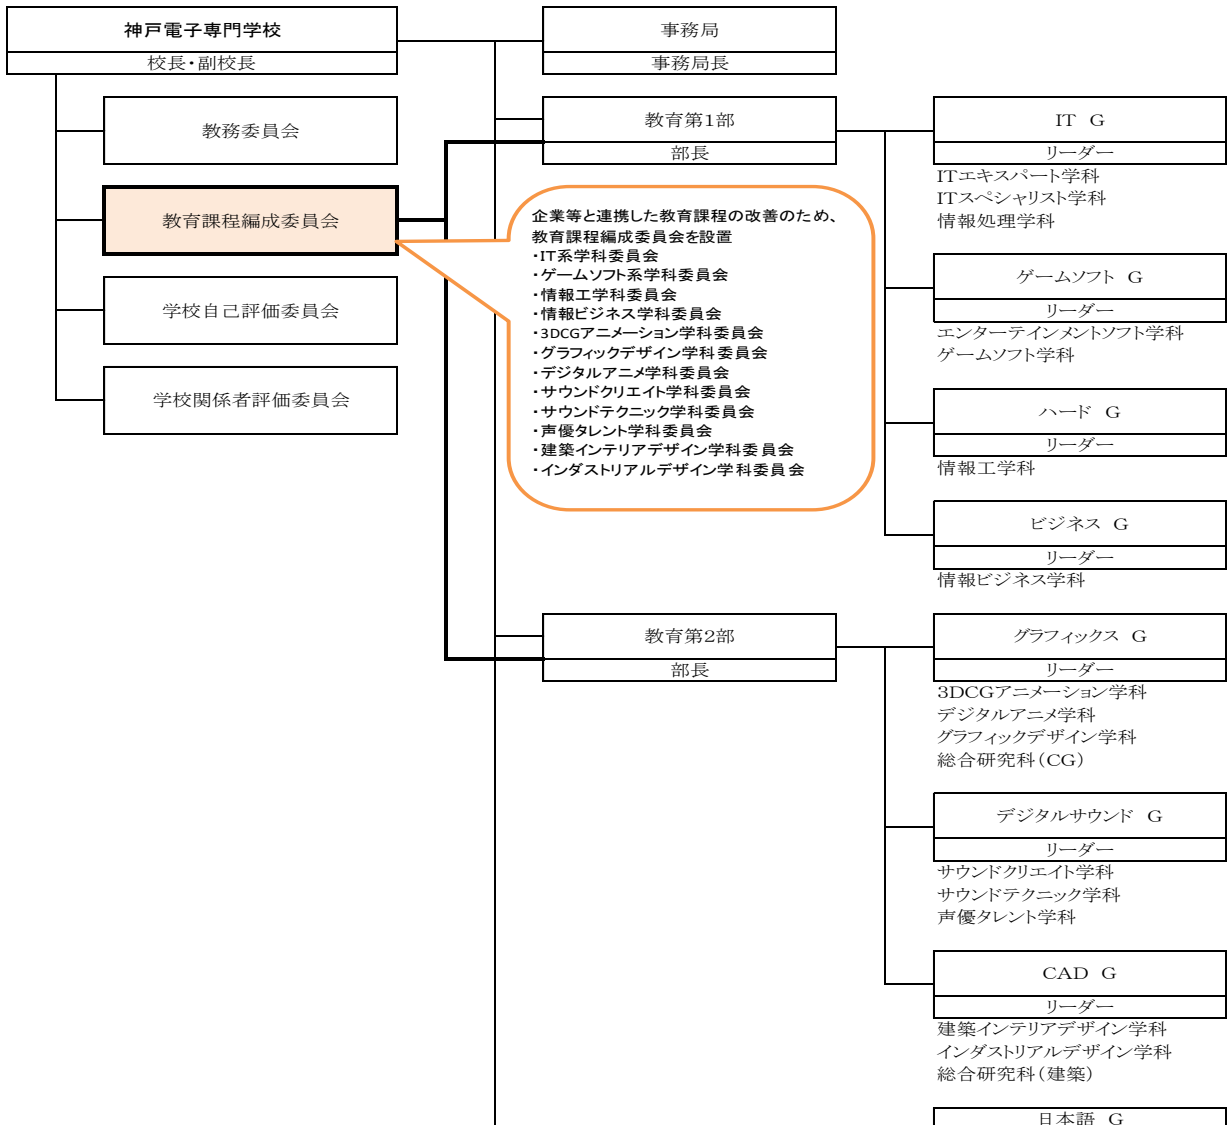 神戸電子専門学校
校長・副校長
教務委員会
教育課程編成委員会
学校自己評価委員会
学校関係者評価委員会
事務局
事務局長
教育第1部
部長
企業等と連携した教育課程の改善のため、
教育課程編成委員会を設置
・IT系学科委員会
・ゲームソフト系学科委員会
・情報工学科委員会
・情報ビジネス学科委員会
・3DCGアニメーション学科委員会
・グラフィックデザイン学科委員会
・デジタルアニメ学科委員会
・サウンドクリエイト学科委員会
・サウンドテクニック学科委員会
・声優タレント学科委員会
・建築インテリアデザイン学科委員会
・インダストリアルデザイン学科委員会
IT G
リーダー
ITエキスパート学科
ITスペシャリスト学科
情報処理学科
ゲームソフト G
リーダー
エンターテインメントソフト学科
ゲームソフト学科
ハード G
リーダー
情報工学科
ビジネス G
リーダー
情報ビジネス学科
教育第2部
部長
グラフィックス G
リーダー
3DCGアニメーション学科
デジタルアニメ学科
グラフィックデザイン学科
総合研究科(CG)
デジタルサウンド G
リーダー
サウンドクリエイト学科
サウンドテクニック学科
声優タレント学科
CAD G
リーダー
建築インテリアデザイン学科
インダストリアルデザイン学科
総合研究科(建築)
日本語 G